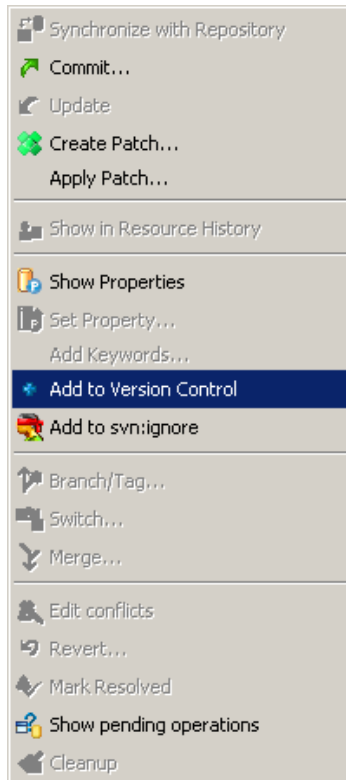 Synchronize with Repository
Commit...
Update
Create Patch...
Apply Patch...
Show in Resource History
Show Properties
Set Property...
Add Keywords...
Add to Version Control
Add to svn:ignore
Branch/Tag...
Switch...
Merge...
Edit conflicts
Revert...
Mark Resolved
Show pending operations
Cleanup